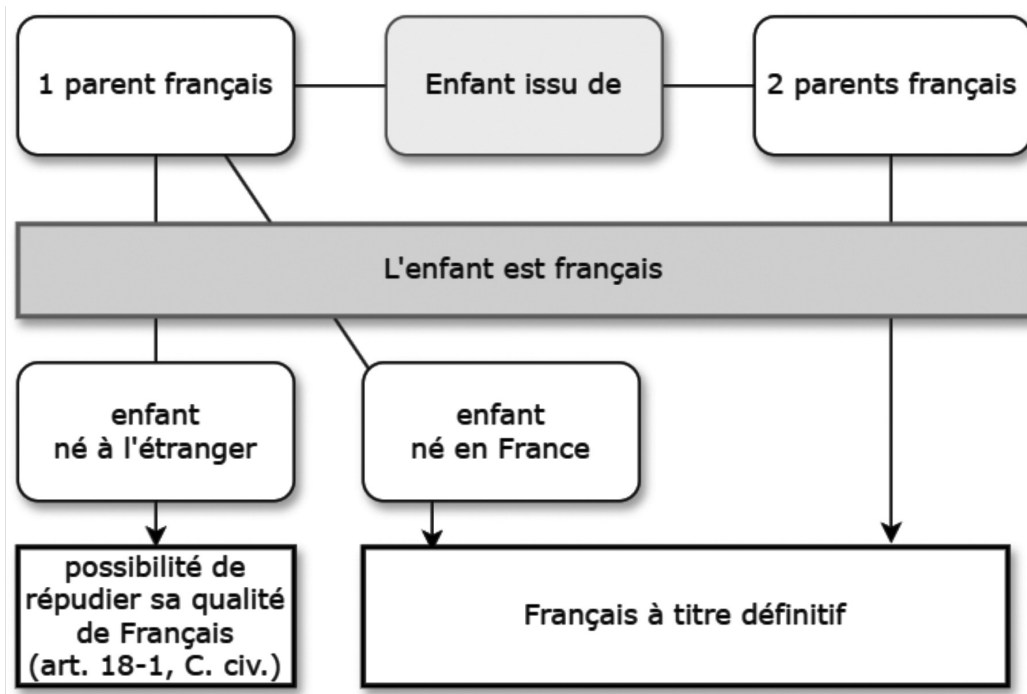 1 parent français
Enfant issu de
2 parents français
L'enfant est français
enfant
né à l'étranger
enfant
né en France
possibilité de
répudier sa qualité
de Français
(art. 18-1, C. civ.)
Français à titre définitif